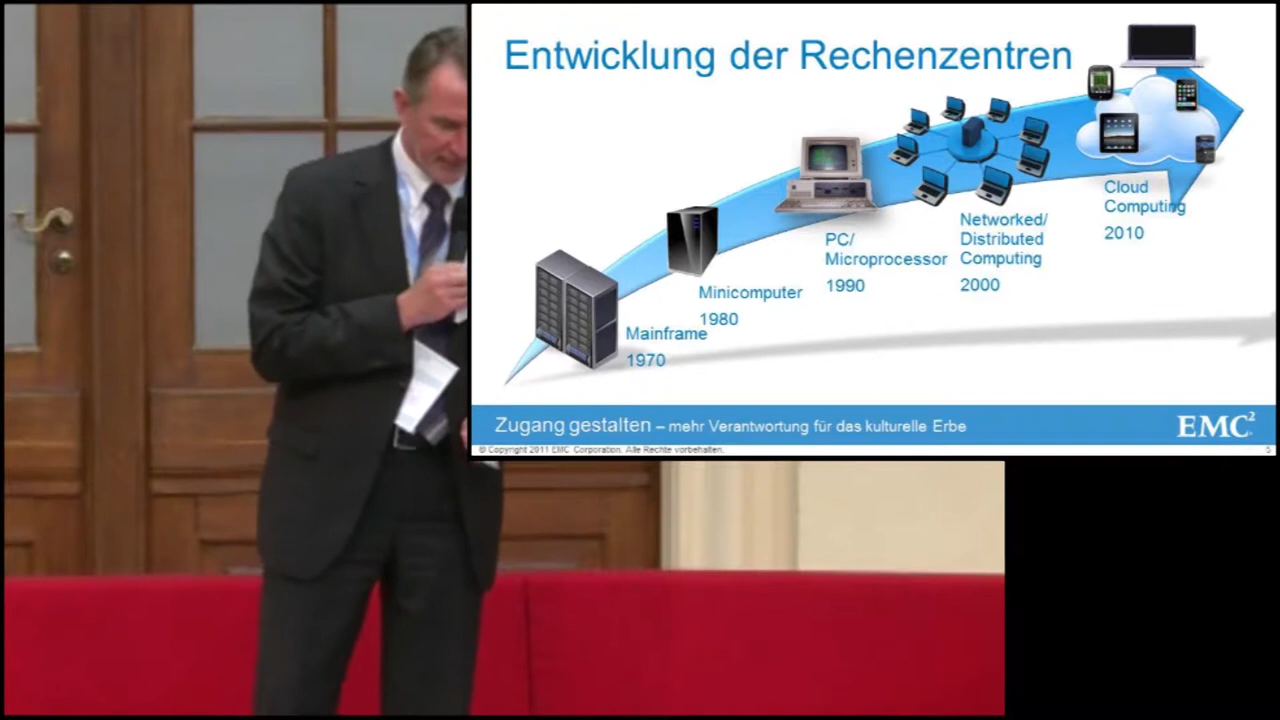 Entwicklung der Rechenzentren
Cloud
Computing
2010
Networked/
Distributed
Computing
2000
PC/
Microprocessor
1990
Minicomputer
1980
Mainframe
1970
Zugang gestalten – mehr Verantwortung für das kulturelle Erbe
EMC²
© Copyright 2011 EMC Corporation. Alle Rechte vorbehalten.
5